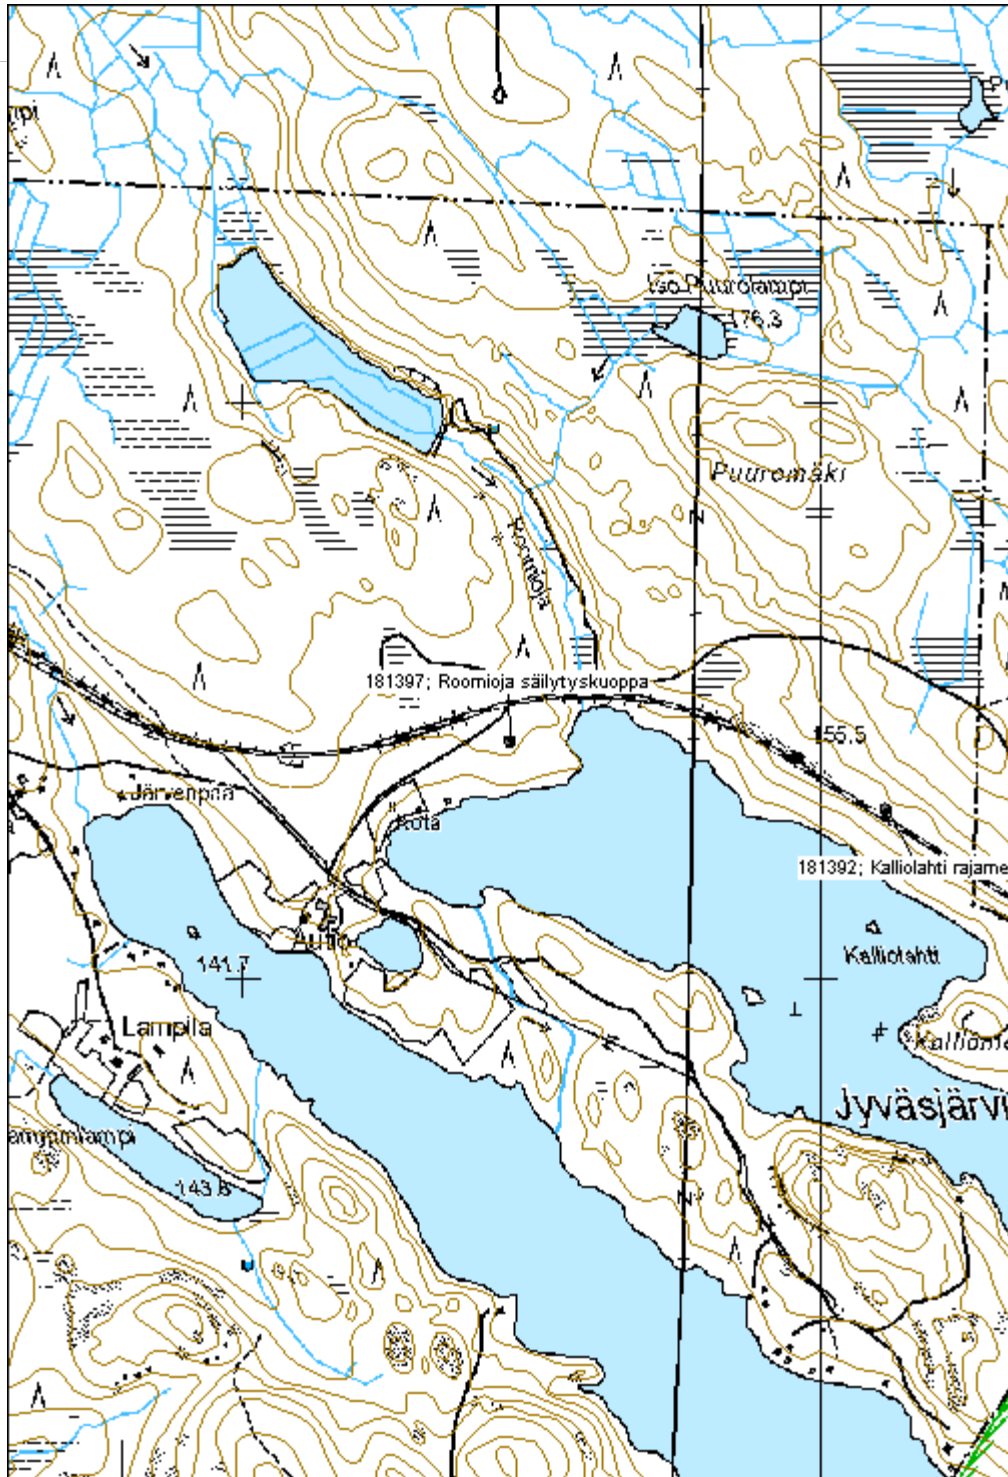 Iso Puurolampi
176.3
Puuromäki
Roomioja
181397; Roomioja säilytyskuoppa
155.5
Järvenpää
Kota
181392; Kalliolahti rajame
Autio
Kalliolahti
141.7
Lampila
Jyväsjärvi
143.8